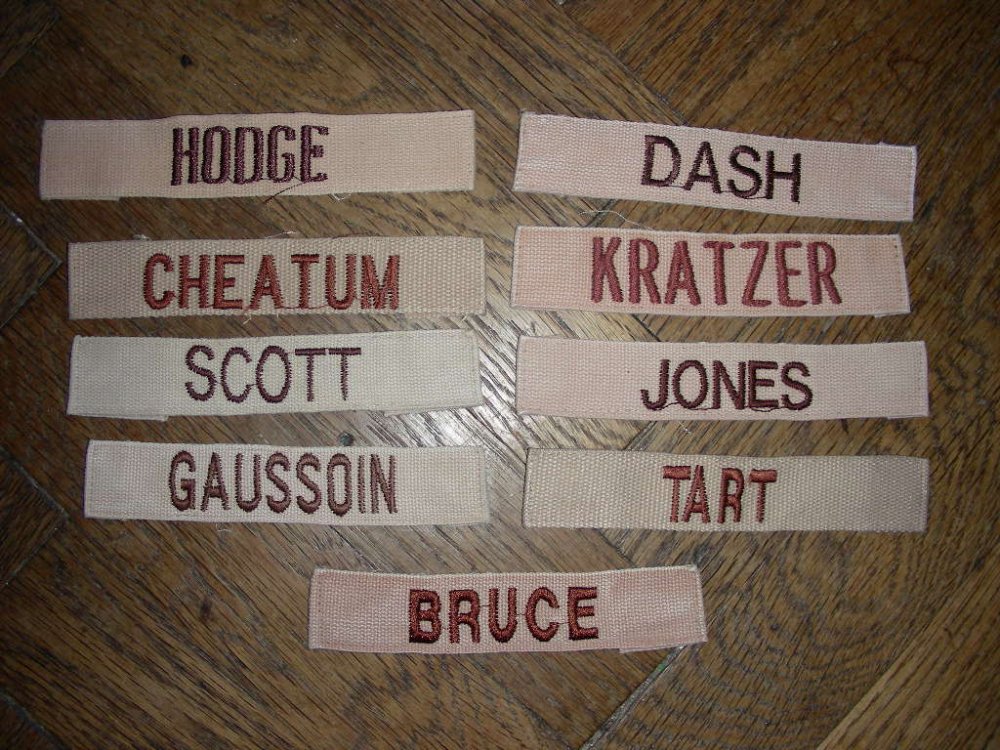 HODGE
DASH
CHEATUM
KRATZER
SCOTT
JONES
GAUSSOIN
TART
BRUCE